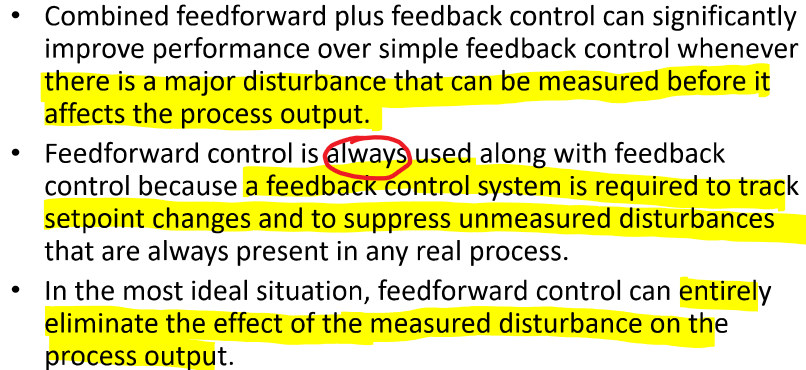 • Combined feedforward plus feedback control can significantly
improve performance over simple feedback control whenever
there is a major disturbance that can be measured before it
affects the process output.
• Feedforward control is always used along with feedback
control because a feedback control system is required to track
setpoint changes and to suppress unmeasured disturbances
that are always present in any real process.
• In the most ideal situation, feedforward control can entirely
eliminate the effect of the measured disturbance on the
process output.